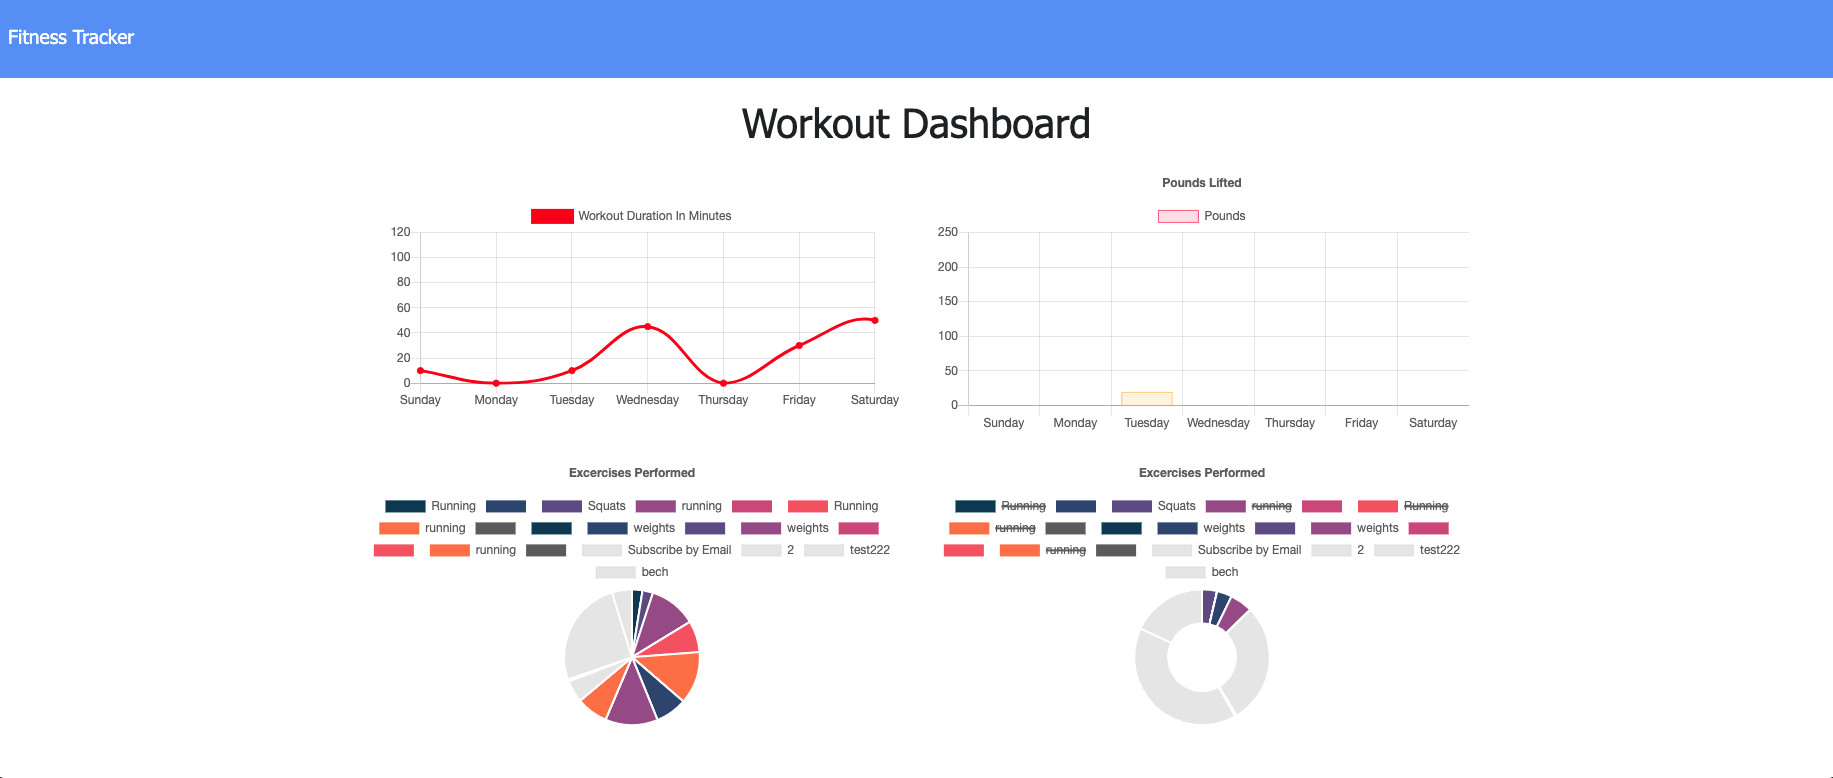 Fitness Tracker
Workout Dashboard
Workout Duration In Minutes
120
100
80
60
40
20
0
Sunday Monday Tuesday Wednesday Thursday Friday Saturday
Pounds Lifted
Pounds
250
200
150
100
50
0
Sunday Monday Tuesday Wednesday Thursday Friday Saturday
Excercises Performed
Running Squats running Running
running weights weights
running Subscribe by Email 2 test222
bech
Excercises Performed
Running Squats running Running
running weights weights
running Subscribe by Email 2 test222
bech